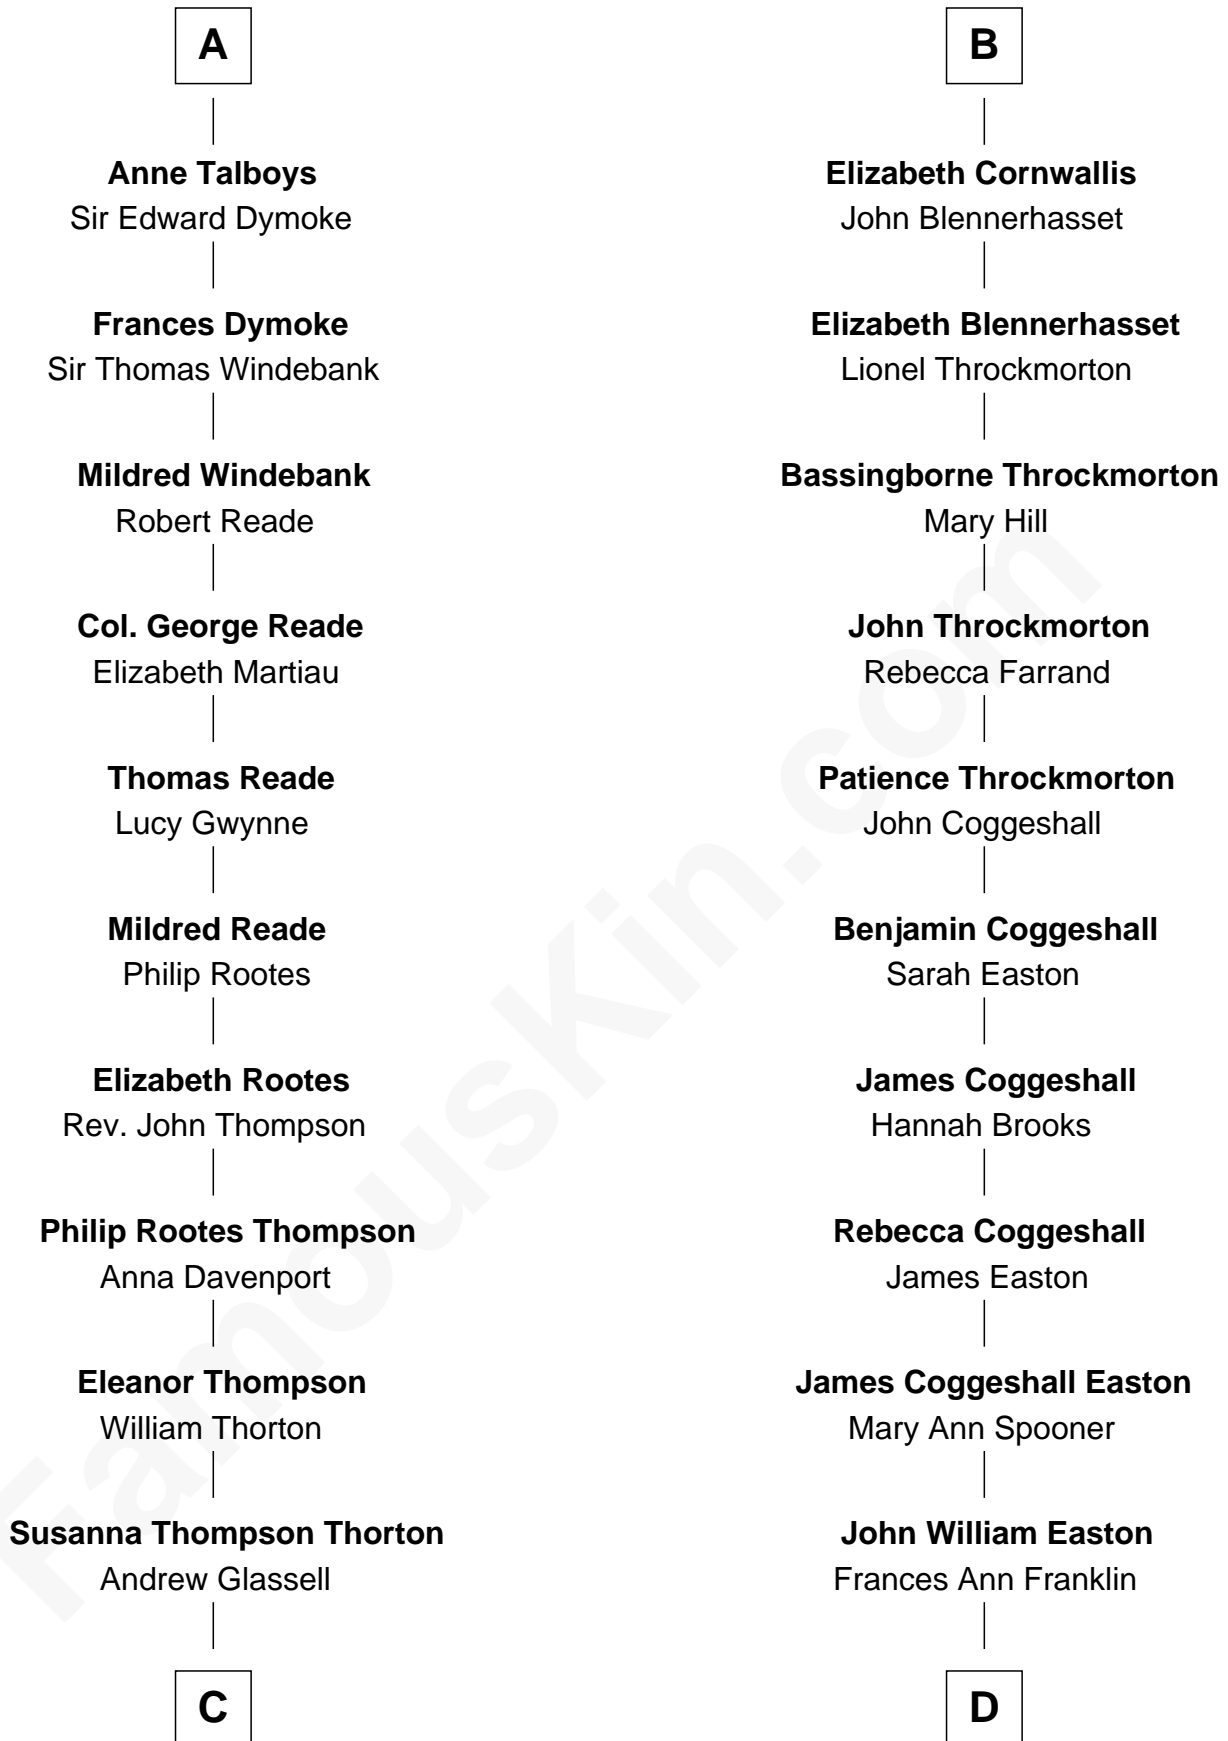 A
Anne Talboys
Sir Edward Dymoke
Frances Dymoke
Sir Thomas Windebank
Mildred Windebank
Robert Reade
Col. George Reade
Elizabeth Martiau
Thomas Reade
Lucy Gwynne
Mildred Reade
Philip Rootes
Elizabeth Rootes
Rev. John Thompson
Philip Rootes Thompson
Anna Davenport
Eleanor Thompson
William Thorton
Susanna Thompson Thorton
Andrew Glassell
C
B
Elizabeth Cornwallis
John Blennerhasset
Elizabeth Blennerhasset
Lionel Throckmorton
Bassingborne Throckmorton
Mary Hill
John Throckmorton
Rebecca Farrand
Patience Throckmorton
John Coggeshall
Benjamin Coggeshall
Sarah Easton
James Coggeshall
Hannah Brooks
Rebecca Coggeshall
James Easton
James Coggeshall Easton
Mary Ann Spooner
John William Easton
Frances Ann Franklin
D
FamousKin.com